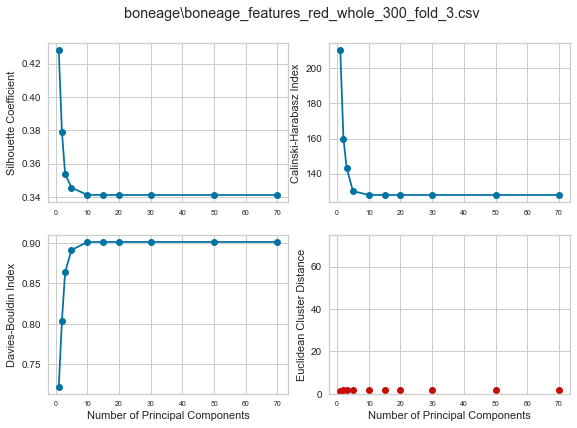 boneage\boneage_features_red_whole_300_fold_3.csv
Silhouette Coefficient
0.42
0.40
0.38
0.36
0.34
0 10 20 30 40 50 60 70
Calinski-Harabasz Index
200
180
160
140
0 10 20 30 40 50 60 70
Davies-Bouldin Index
0.90
0.85
0.80
0.75
0 10 20 30 40 50 60 70
Number of Principal Components
Euclidean Cluster Distance
60
40
20
0
0 10 20 30 40 50 60 70
Number of Principal Components